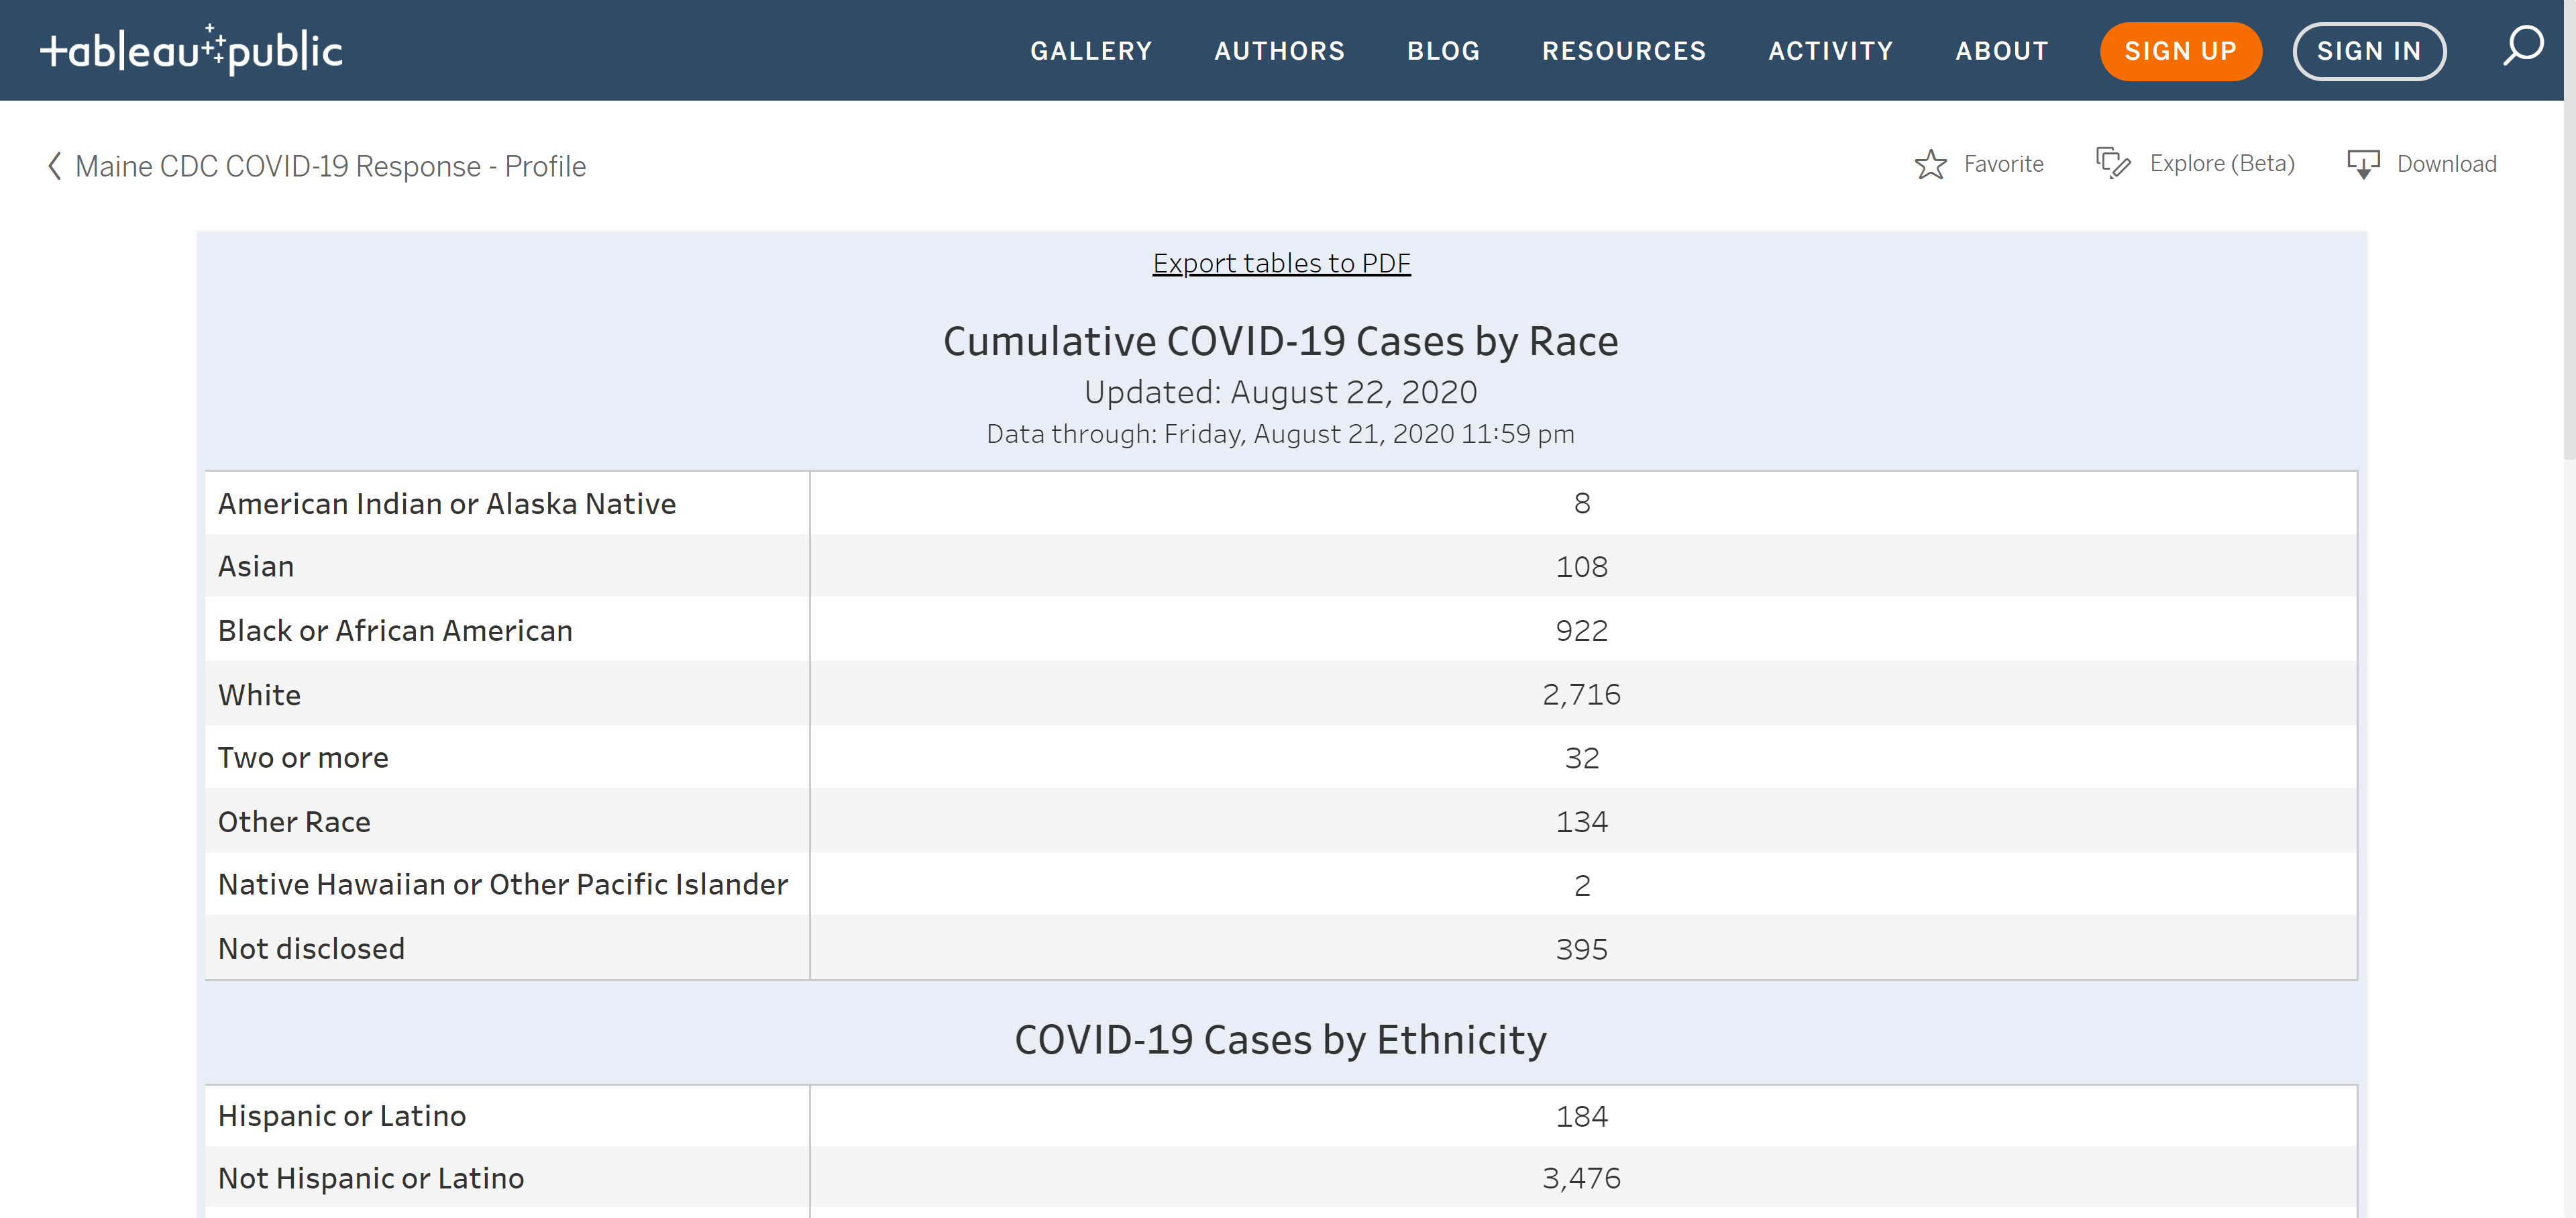 tableau public GALLERY AUTHORS BLOG RESOURCES ACTIVITY ABOUT SIGN UP SIGN IN
Maine CDC COVID-19 Response - Profile Favorite Explore (Beta) Download
Export tables to PDF
Cumulative COVID-19 Cases by Race
Updated: August 22, 2020
Data through: Friday, August 21, 2020 11:59 pm
American Indian or Alaska Native 8
Asian 108
Black or African American 922
White 2,716
Two or more 32
Other Race 134
Native Hawaiian or Other Pacific Islander 2
Not disclosed 395
COVID-19 Cases by Ethnicity
Hispanic or Latino 184
Not Hispanic or Latino 3,476